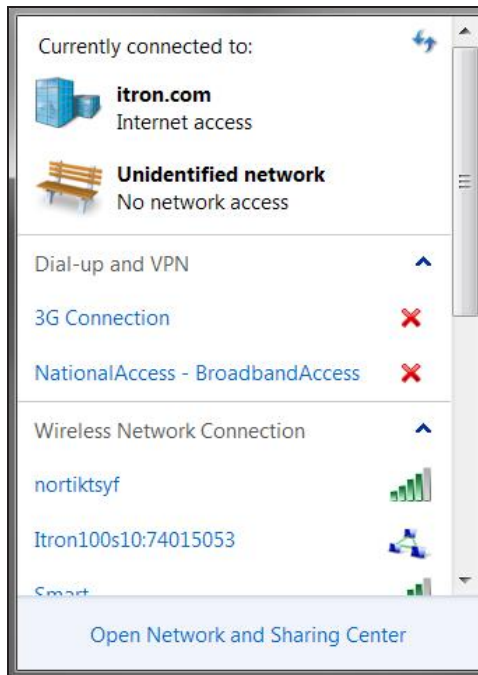 Currently connected to:
itron.com
Internet access
Unidentified network
No network access
Dial-up and VPN
3G Connection
NationalAccess - BroadbandAccess
Wireless Network Connection
nortiktsyf
Itron100s10:74015053
Smart
Open Network and Sharing Center